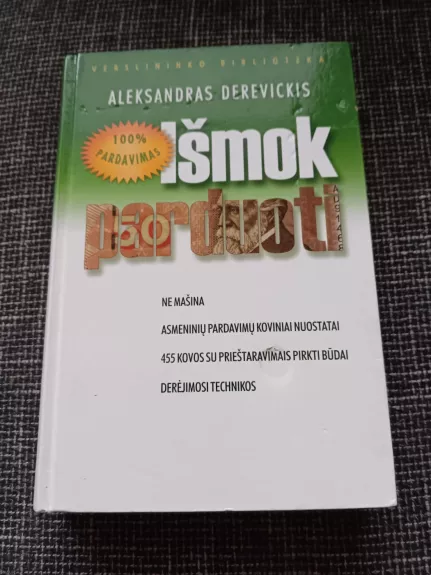 VERSLININKO BIBLIOTEKA
ALEKSANDRAS DEREVICKIS
100%
PARDAVIMAS
Išmok
parduoti
NE MAŠINA
ASMENINIŲ PARDAVIMŲ KOVINIAI NUOSTATAI
455 KOVOS SU PRIEŠTARAVIMAIS PIRKTI BŪDAI
DERĖJIMOSI TECHNIKOS